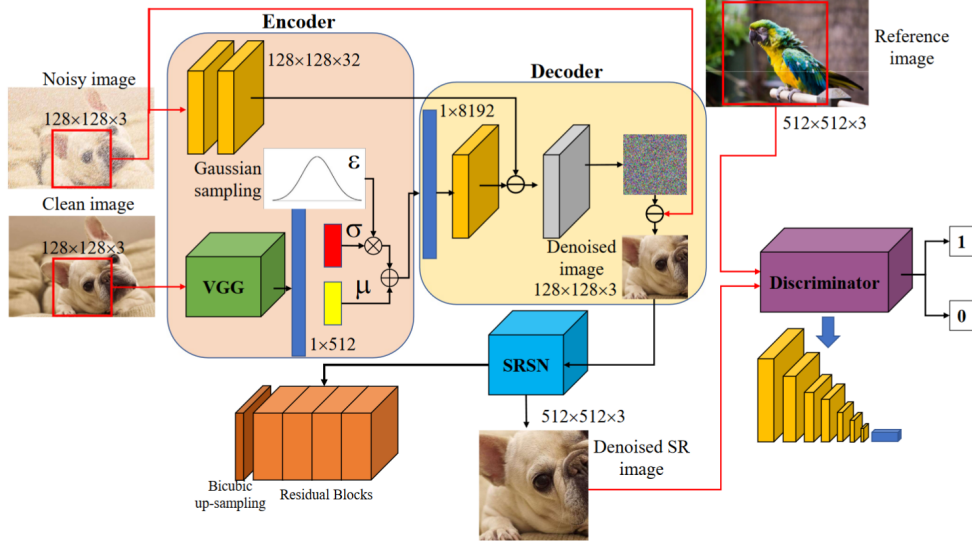 Encoder
Noisy image
128×128×3
128×128×32
Gaussian
sampling
ε
σ
μ
Clean image
128×128×3
VGG
1×512
Decoder
1×8192
Denoised
image
128×128×3
Reference
image
512×512×3
Discriminator
1
0
SRSN
512×512×3
Denoised SR
image
Bicubic
up-sampling
Residual Blocks